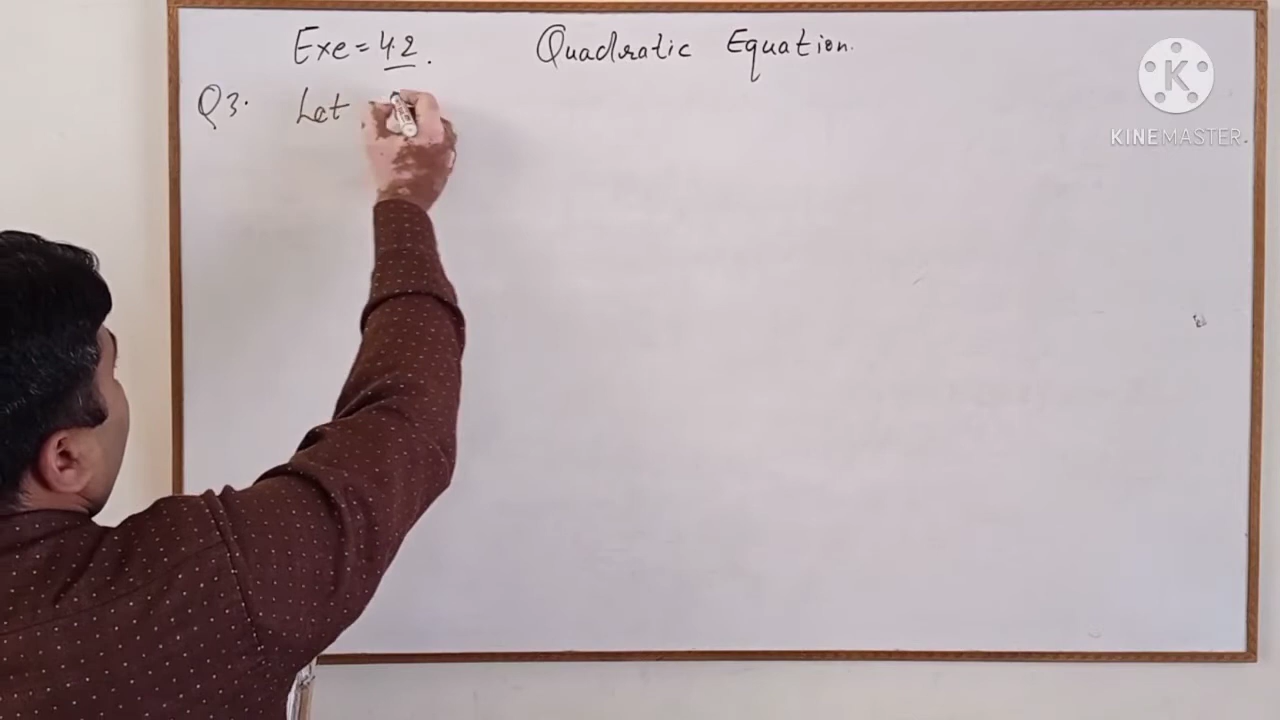 Exe = 4.2. Quadratic Equation.
Q3. Let
K
KINEMASTER